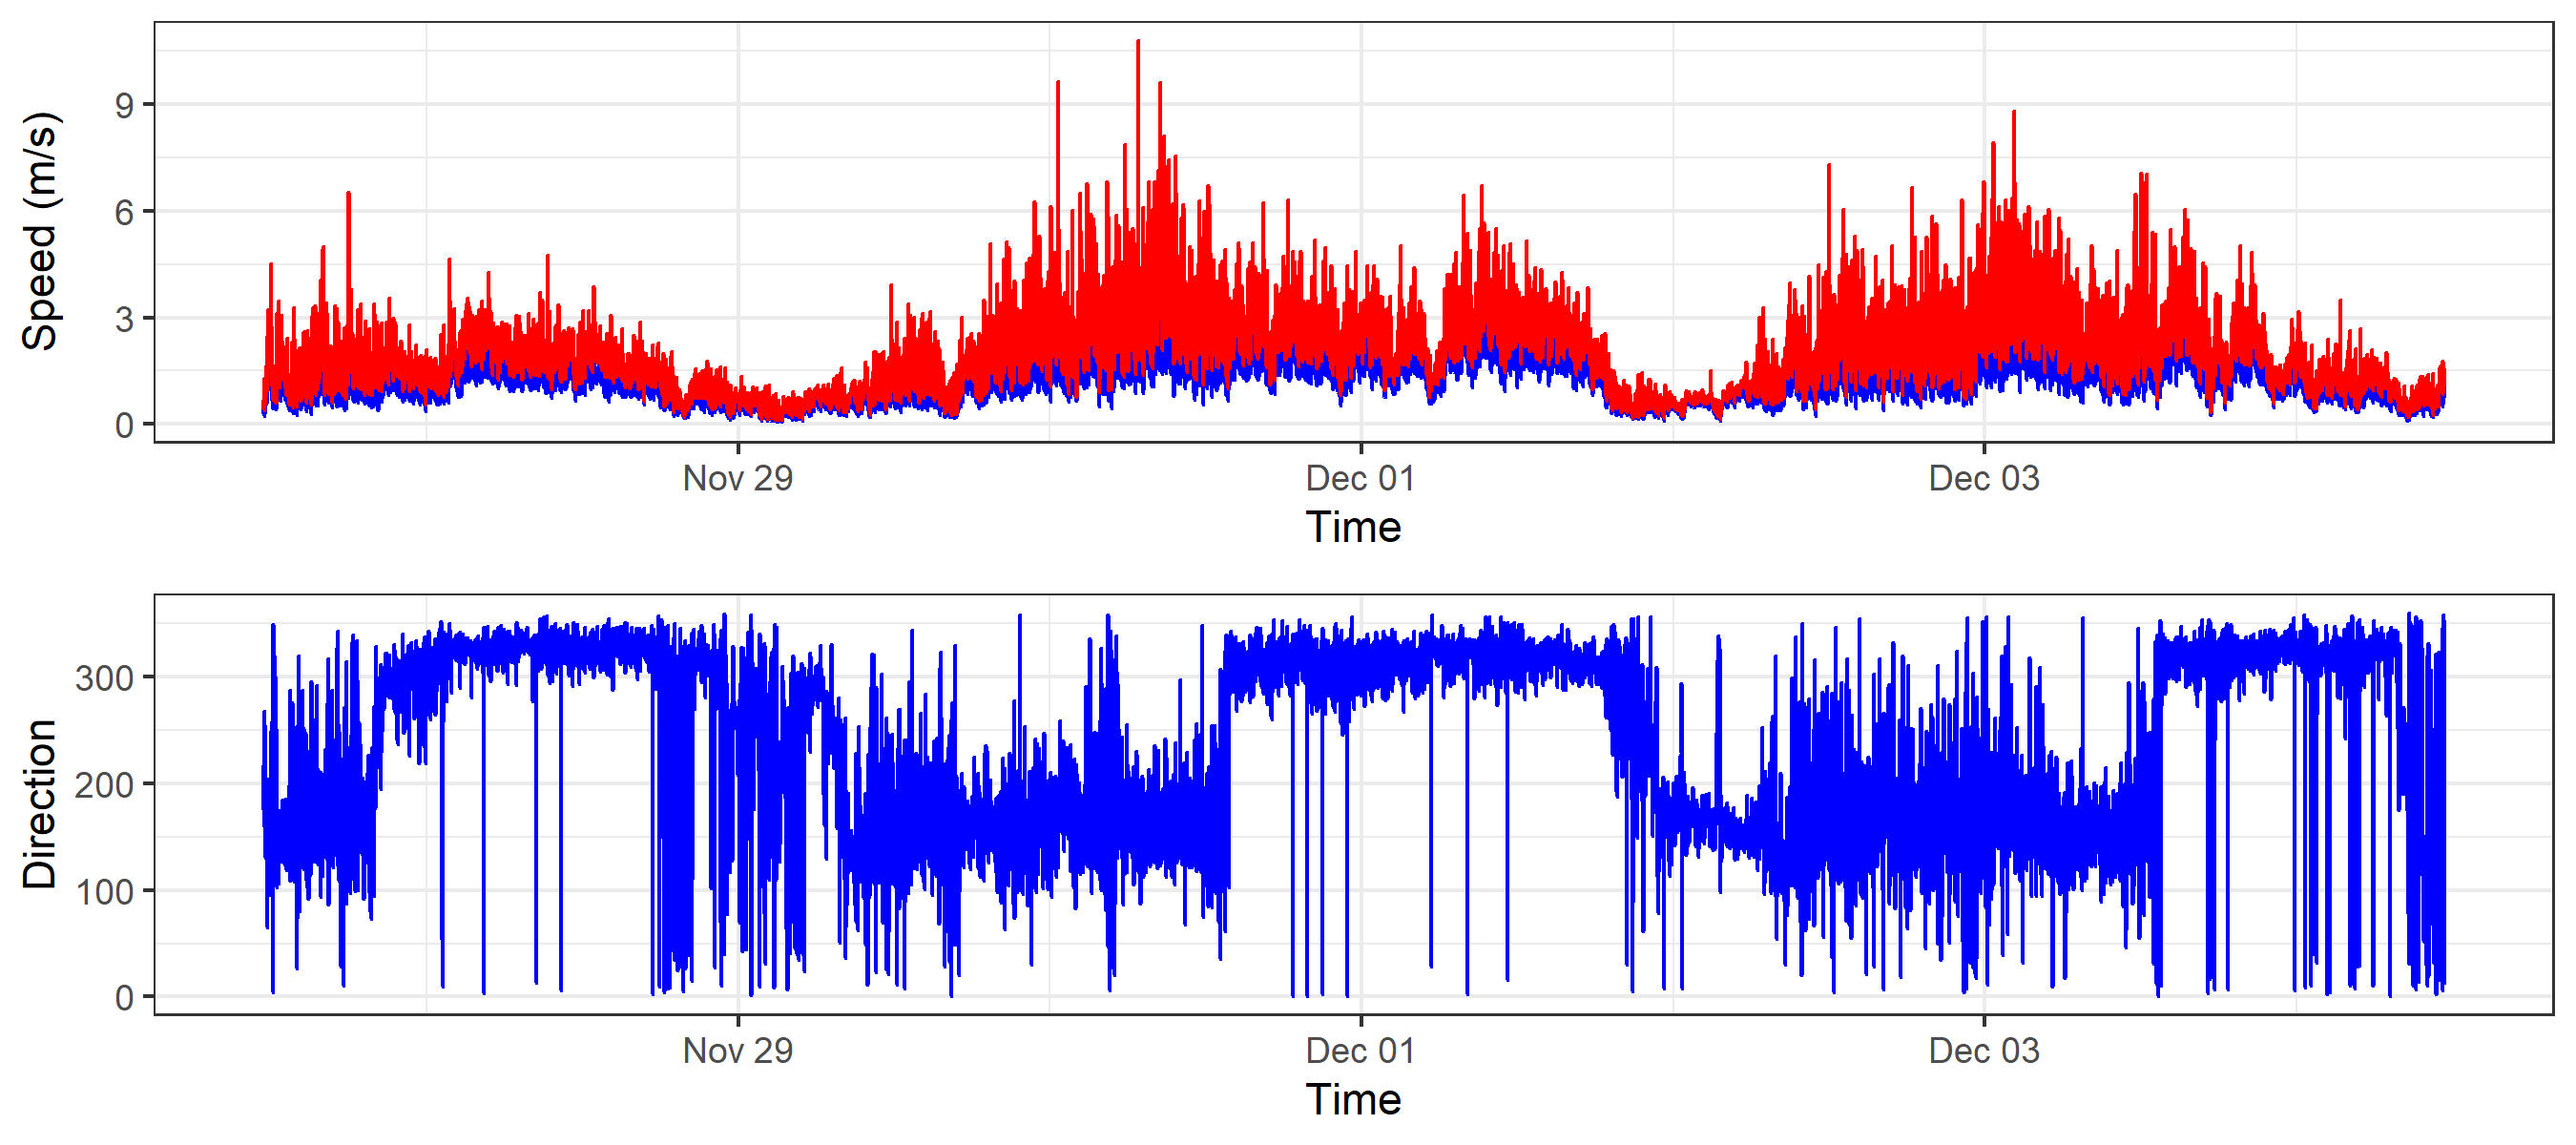 Speed (m/s)
9
6
3
0
Nov 29
Dec 01
Dec 03
Time
Direction
300
200
100
0
Nov 29
Dec 01
Dec 03
Time